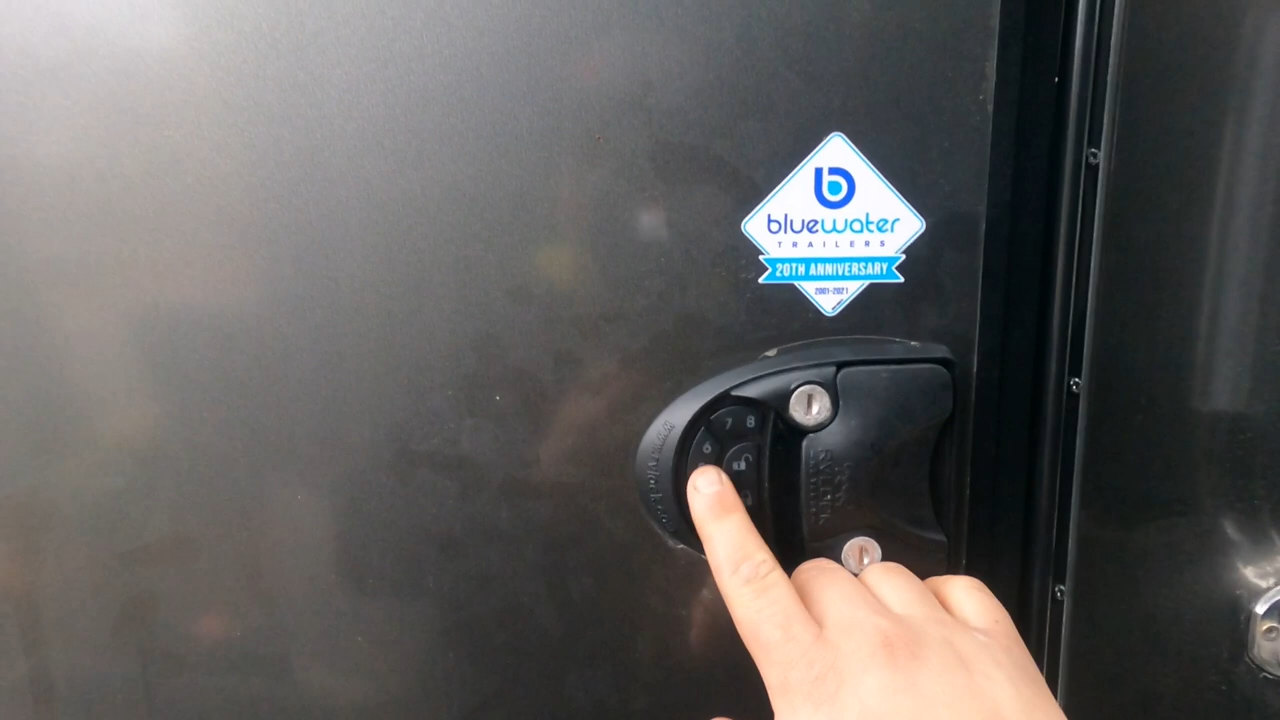 b
bluewater
TRAILERS
20TH ANNIVERSARY
2001-2021
7 8
6